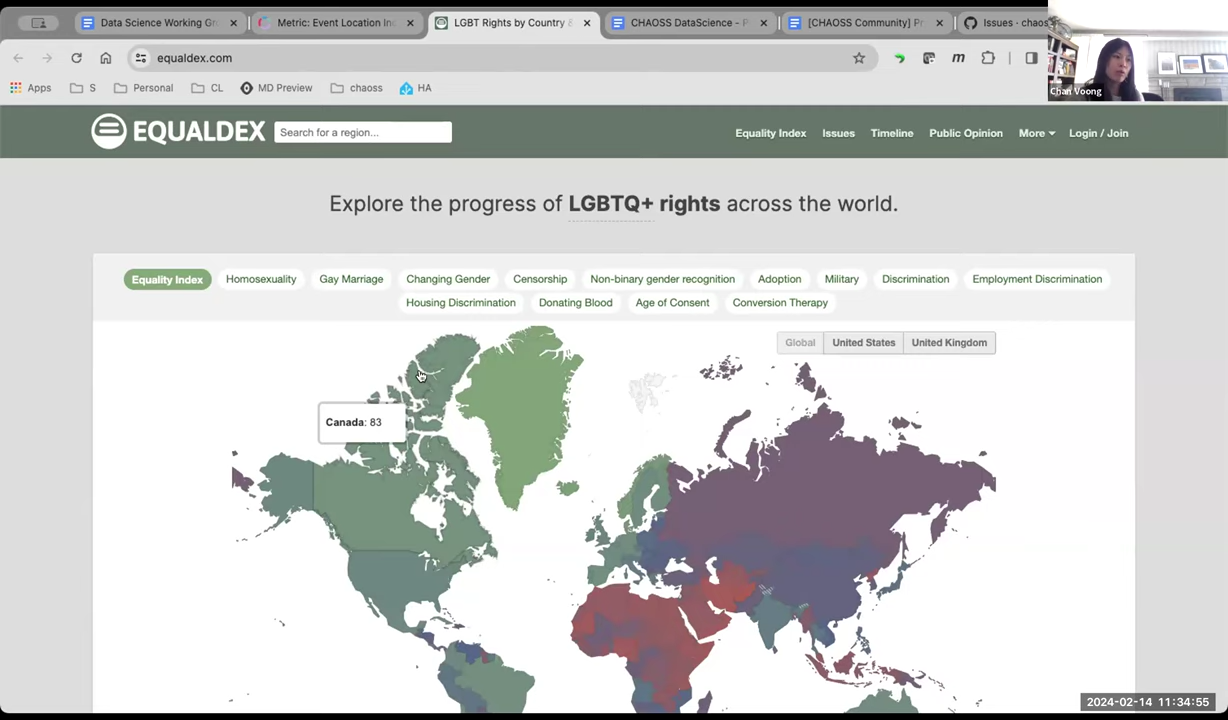 Data Science Working Gr
Metric: Event Location In
LGBT Rights by Country &
CHAOSS DataScience - P
[CHAOSS Community] Pr
Issues · chaos
equaldex.com
Apps
S
Personal
CL
MD Preview
chaoss
HA
Chan Voong
EQUALDEX
Search for a region...
Equality Index
Issues
Timeline
Public Opinion
More
Login / Join
Explore the progress of LGBTQ+ rights across the world.
Equality Index
Homosexuality
Gay Marriage
Changing Gender
Censorship
Non-binary gender recognition
Adoption
Military
Discrimination
Employment Discrimination
Housing Discrimination
Donating Blood
Age of Consent
Conversion Therapy
Global
United States
United Kingdom
Canada: 83
2024-02-14 11:34:55